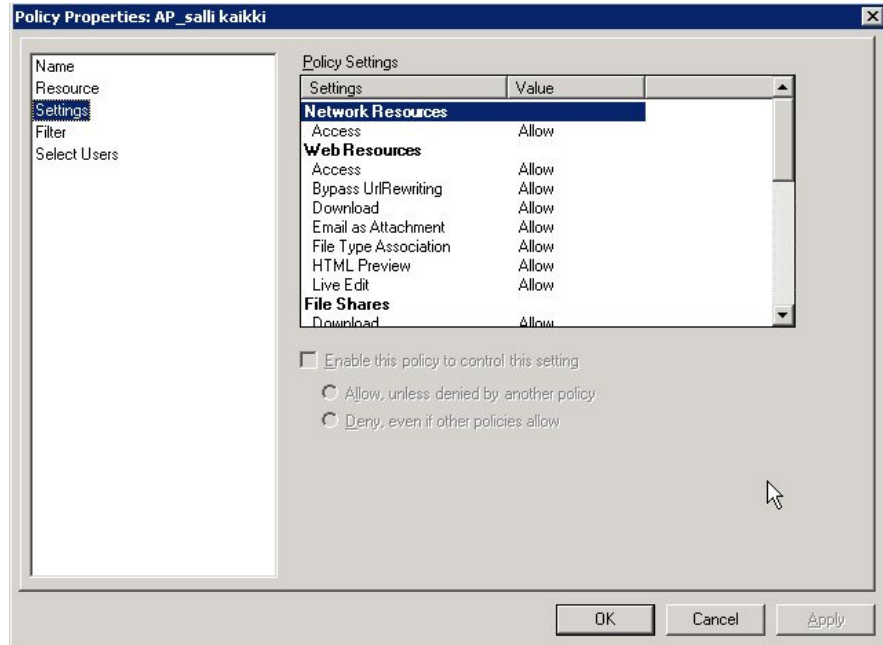 Policy Properties: AP_salli kaikki
Name
Resource
Settings
Filter
Select Users
Policy Settings
Settings Value
Network Resources
Access Allow
Web Resources
Access Allow
Bypass UrlRewriting Allow
Download Allow
Email as Attachment Allow
File Type Association Allow
HTML Preview Allow
Live Edit Allow
File Shares
Download Allow
Enable this policy to control this setting
Allow, unless denied by another policy
Deny, even if other policies allow
OK Cancel Apply